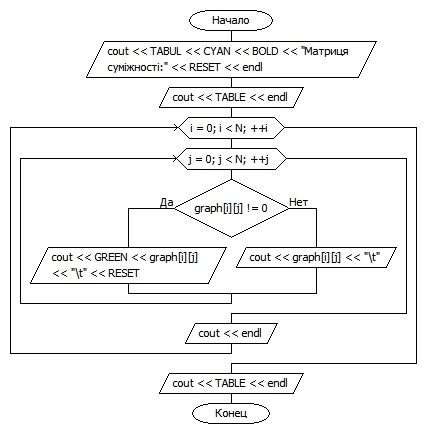 Начало
cout << TABUL << CYAN << BOLD << "Матриця
суміжності:" << RESET << endl
cout << TABLE << endl
i = 0; i < N; ++i
j = 0; j < N; ++j
Да
graph[i][j] != 0
Нет
cout << GREEN << graph[i][j]
<< "\t" << RESET
cout << graph[i][j] << "\t"
cout << endl
cout << TABLE << endl
Конец